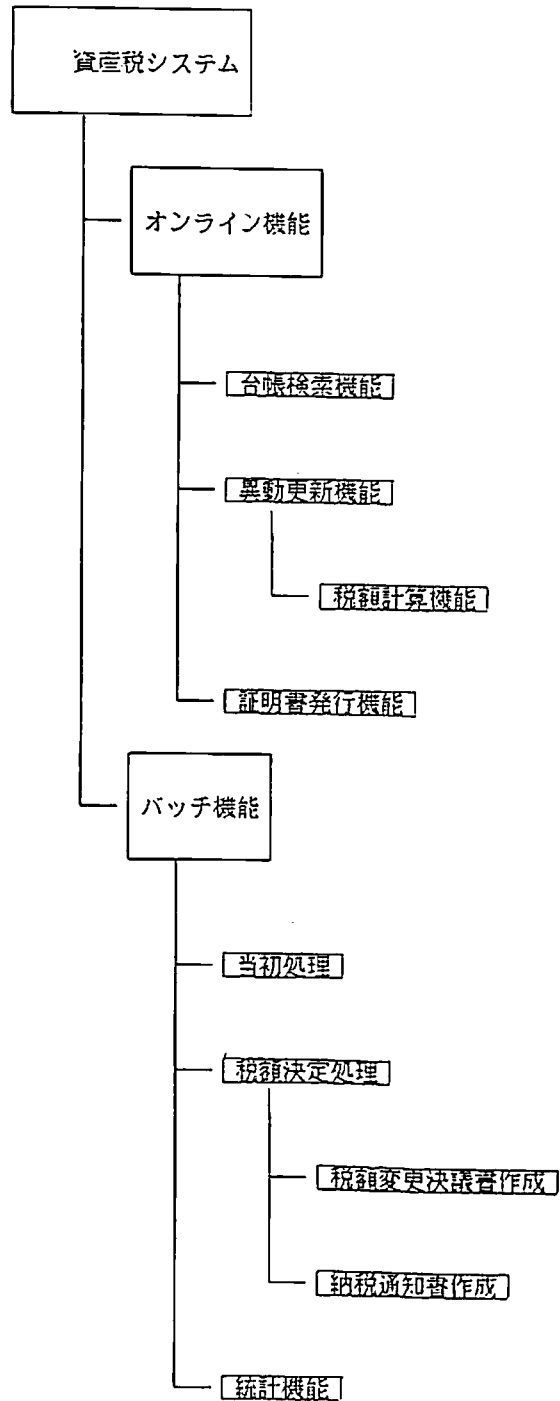 資産税システム
オンライン機能
台帳検索機能
異動更新機能
税額計算機能
証明書発行機能
バッチ機能
当初処理
税額決定処理
税額変更決議書作成
納税通知書作成
統計機能